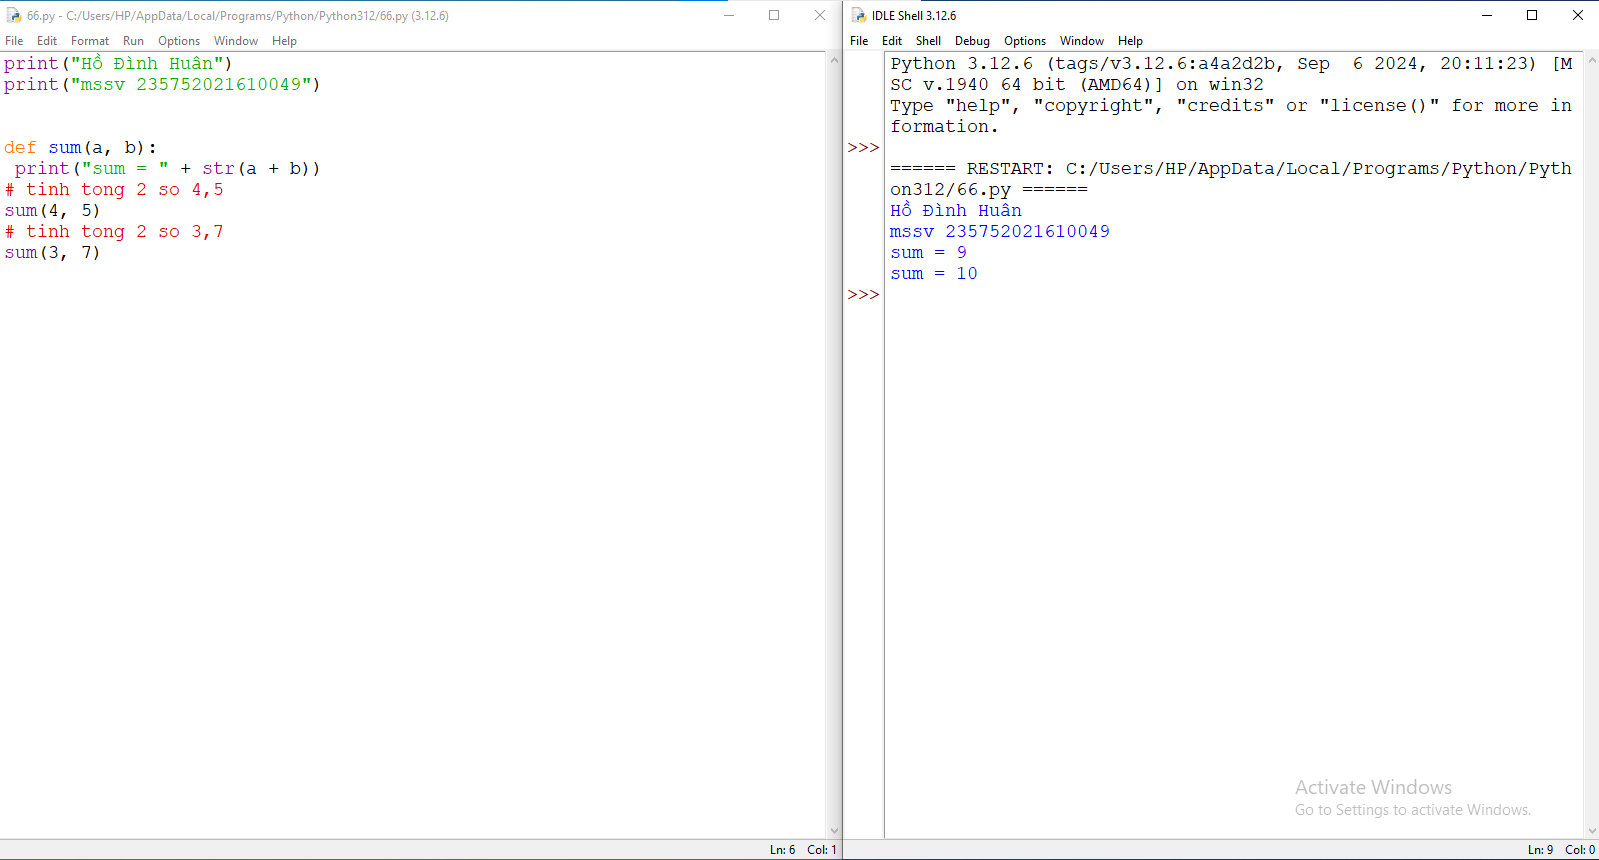 66.py - C:/Users/HP/AppData/Local/Programs/Python/Python312/66.py (3.12.6)
File Edit Format Run Options Window Help
print("Hồ Đình Huân")
print("mssv 235752021610049")
def sum(a, b):
 print("sum = " + str(a + b))
# tinh tong 2 so 4,5
sum(4, 5)
# tinh tong 2 so 3,7
sum(3, 7)
Ln: 6 Col: 1
IDLE Shell 3.12.6
File Edit Shell Debug Options Window Help
Python 3.12.6 (tags/v3.12.6:a4a2d2b, Sep  6 2024, 20:11:23) [M
SC v.1940 64 bit (AMD64)] on win32
Type "help", "copyright", "credits" or "license()" for more in
formation.
>>>
====== RESTART: C:/Users/HP/AppData/Local/Programs/Python/Pyth
on312/66.py ======
Hồ Đình Huân
mssv 235752021610049
sum = 9
sum = 10
>>>
Activate Windows
Go to Settings to activate Windows.
Ln: 9 Col: 0